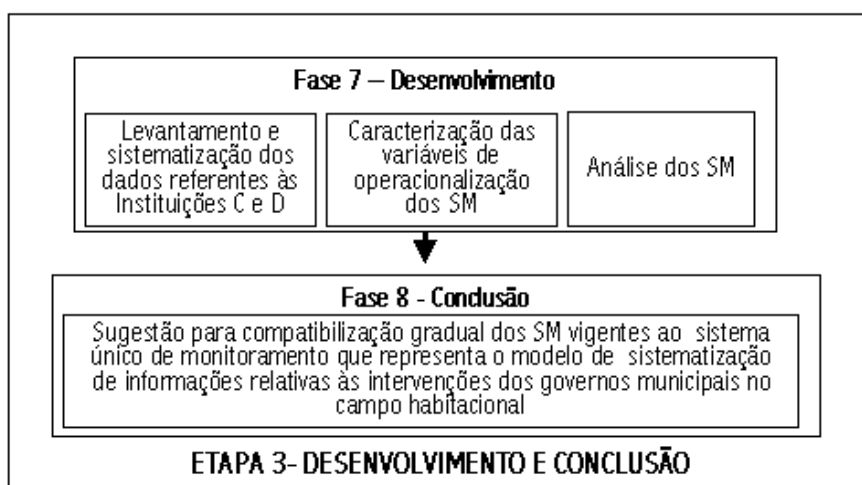 Fase 7 – Desenvolvimento
Levantamento e
sistematização dos
dados referentes às
Instituições C e D
Caracterização das
variáveis de
operacionalização
dos SM
Análise dos SM
Fase 8 - Conclusão
Sugestão para compatibilização gradual dos SM vigentes ao sistema
único de monitoramento que representa o modelo de sistematização
de informações relativas às intervenções dos governos municipais no
campo habitacional
ETAPA 3- DESENVOLVIMENTO E CONCLUSÃO